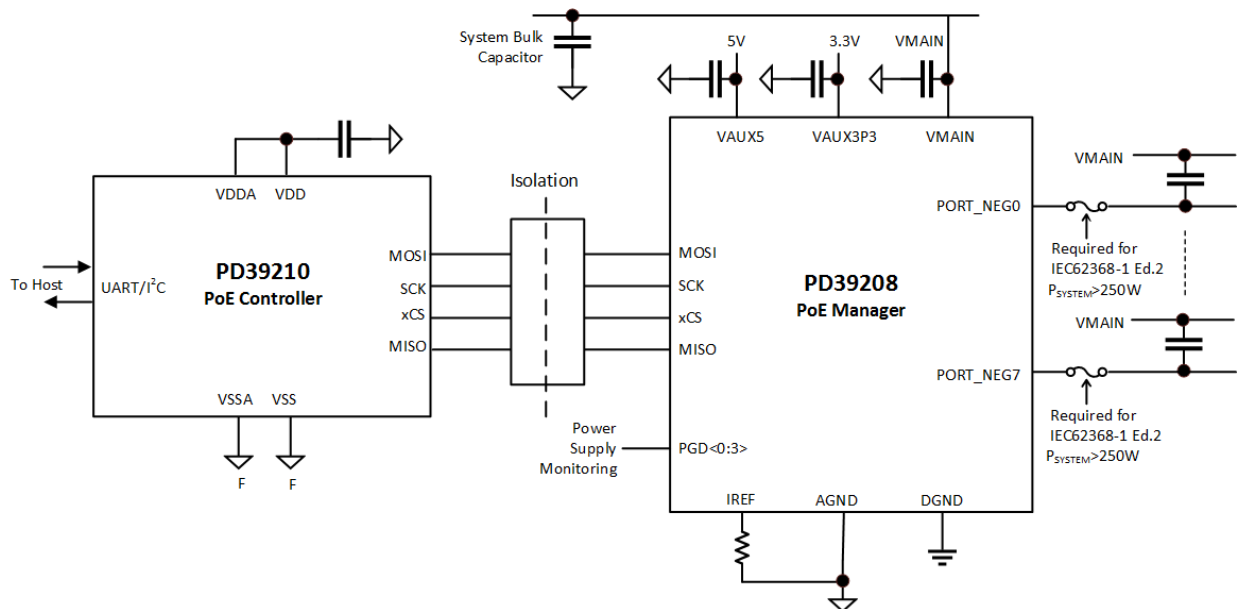 System Bulk
Capacitor
5V
3.3V
VMAIN
VAUX5
VAUX3P3
VMAIN
VDDA
VDD
Isolation
VMAIN
PORT_NEG0
Required for
IEC62368-1 Ed.2
PSYSTEM>250W
To Host
UART/I²C
PD39210
PoE Controller
MOSI
SCK
xCS
MISO
MOSI
SCK
xCS
MISO
PD39208
PoE Manager
VMAIN
PORT_NEG7
Required for
IEC62368-1 Ed.2
PSYSTEM>250W
VSSA
VSS
F
F
Power
Supply
Monitoring
PGD<0:3>
IREF
AGND
DGND